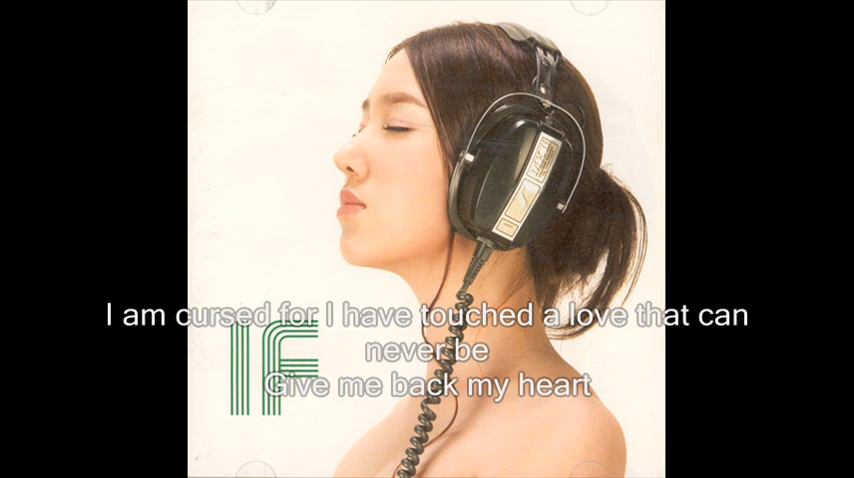 I am cursed for I have touched a love that can
never be
IF
Give me back my heart